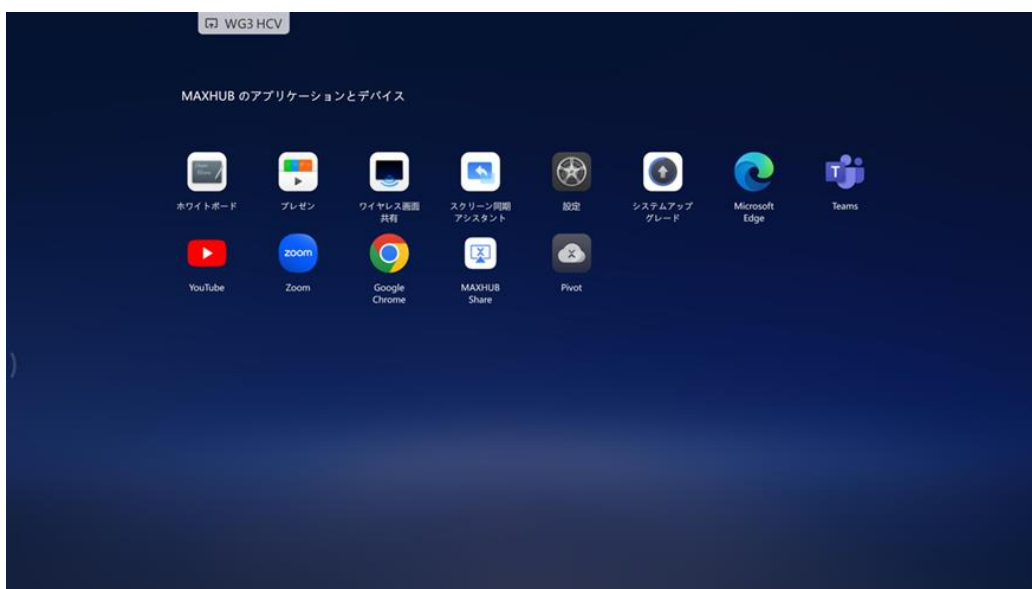 WG3 HCV
MAXHUB のアプリケーションとデバイス
ホワイトボード
プレゼン
ワイヤレス画面
共有
スクリーン同期
アシスタント
設定
システムアップ
グレード
Microsoft
Edge
Teams
YouTube
zoom
Zoom
Google
Chrome
MAXHUB
Share
Pivot